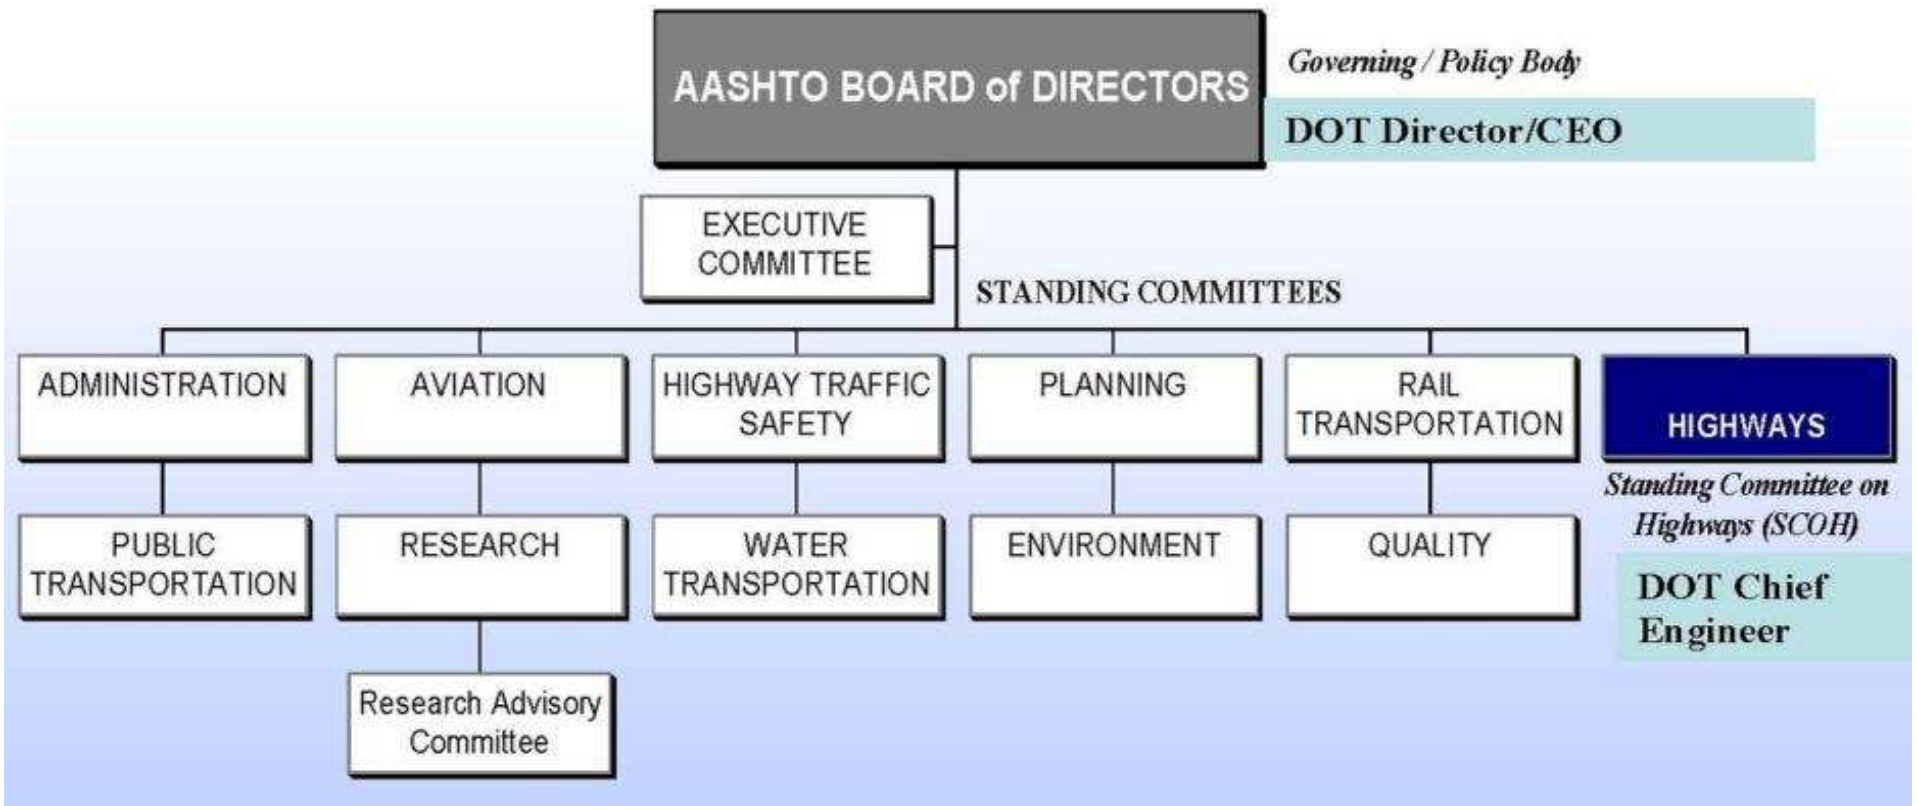 AASHTO BOARD of DIRECTORS
Governing / Policy Body
DOT Director/CEO
EXECUTIVE
COMMITTEE
STANDING COMMITTEES
ADMINISTRATION
AVIATION
HIGHWAY TRAFFIC
SAFETY
PLANNING
RAIL
TRANSPORTATION
HIGHWAYS
Standing Committee on
Highways (SCOH)
DOT Chief
Engineer
PUBLIC
TRANSPORTATION
RESEARCH
WATER
TRANSPORTATION
ENVIRONMENT
QUALITY
Research Advisory
Committee